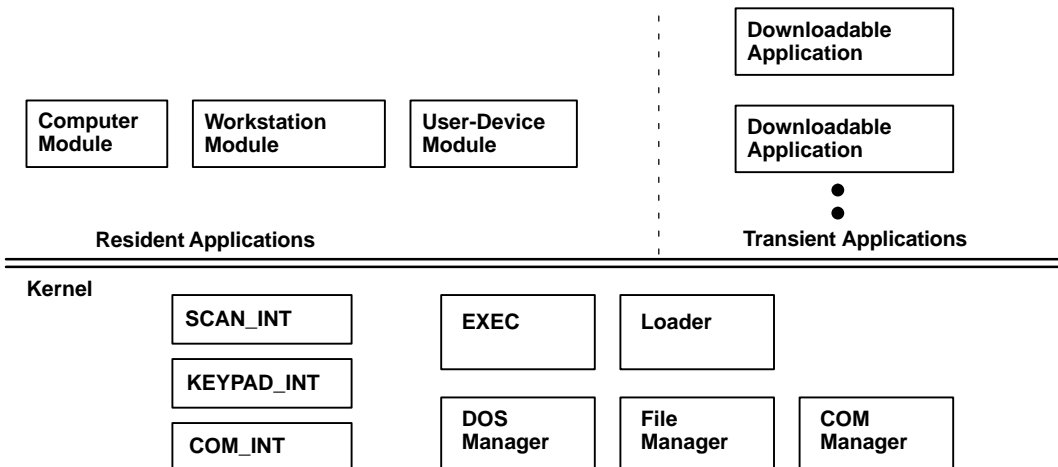 Downloadable
Application
Computer
Module
Workstation
Module
User-Device
Module
Downloadable
Application
Resident Applications
Transient Applications
Kernel
SCAN_INT
EXEC
Loader
KEYPAD_INT
DOS
Manager
File
Manager
COM
Manager
COM_INT